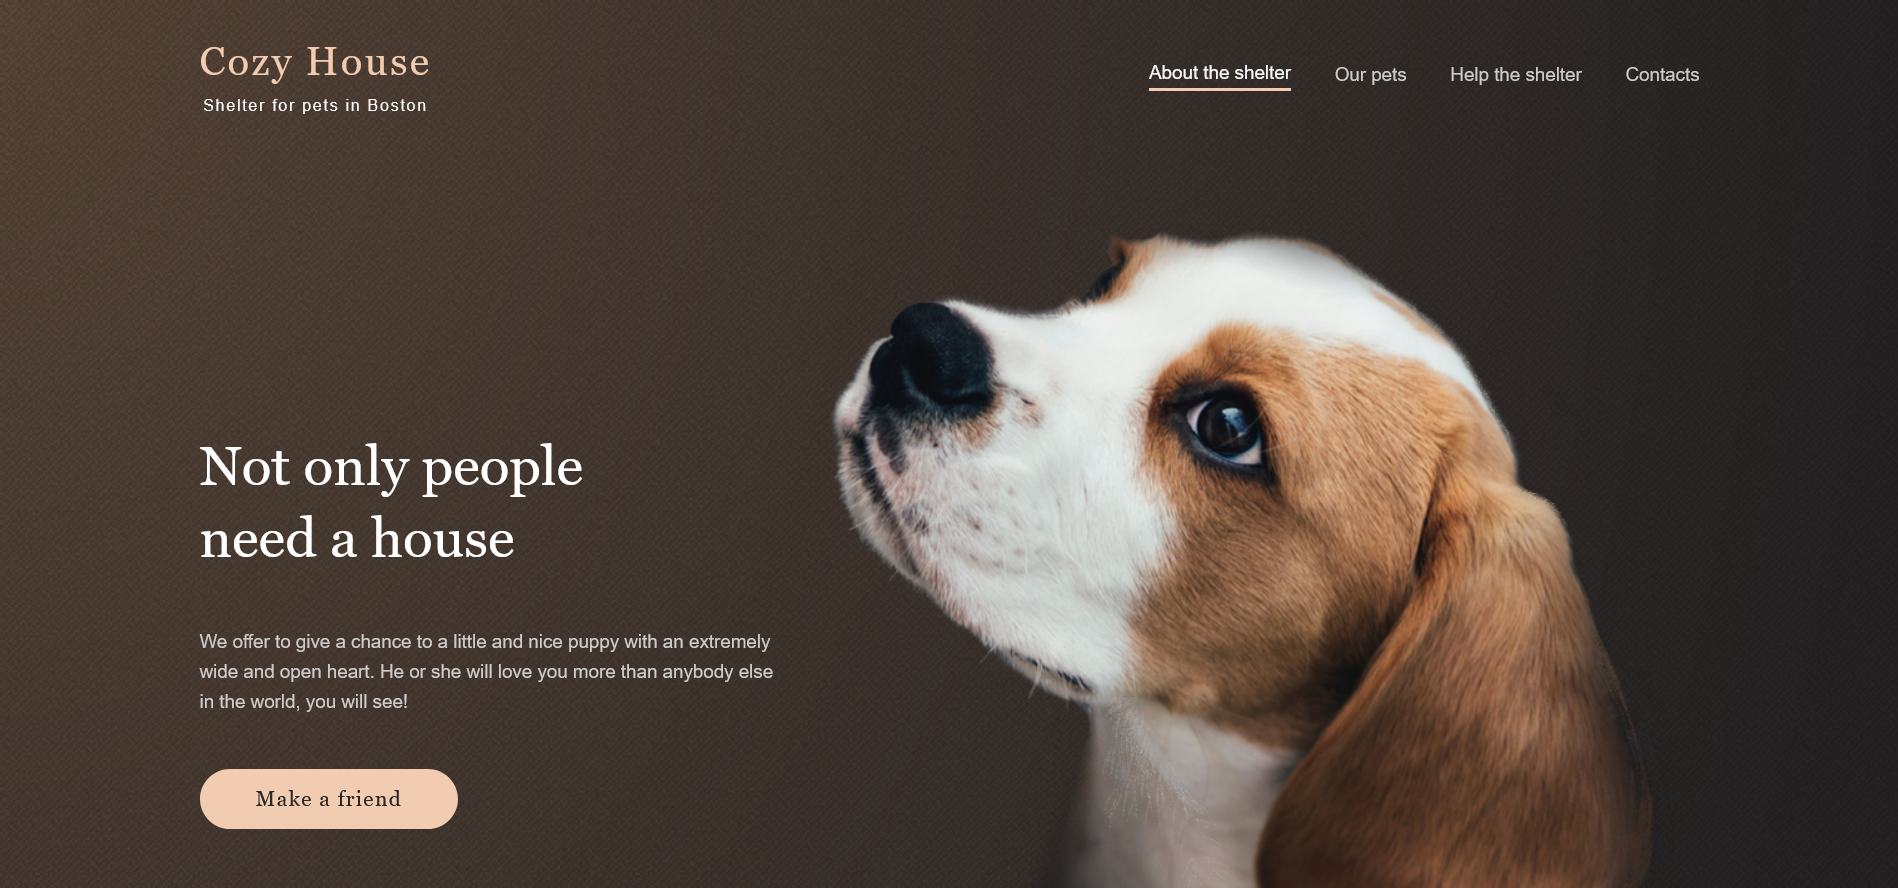 Cozy House
Shelter for pets in Boston
About the shelter
Our pets
Help the shelter
Contacts
Not only people
need a house
We offer to give a chance to a little and nice puppy with an extremely
wide and open heart. He or she will love you more than anybody else
in the world, you will see!
Make a friend